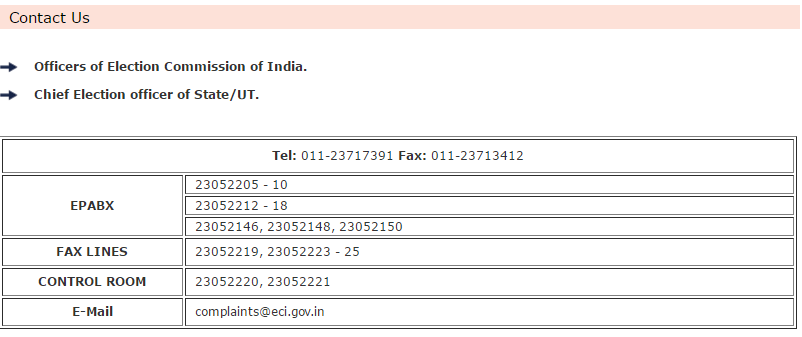 Contact Us
Officers of Election Commission of India.
Chief Election officer of State/UT.
Tel: 011-23717391 Fax: 011-23713412
EPABX
23052205 - 10
23052212 - 18
23052146, 23052148, 23052150
FAX LINES 23052219, 23052223 - 25
CONTROL ROOM 23052220, 23052221
E-Mail complaints@eci.gov.in